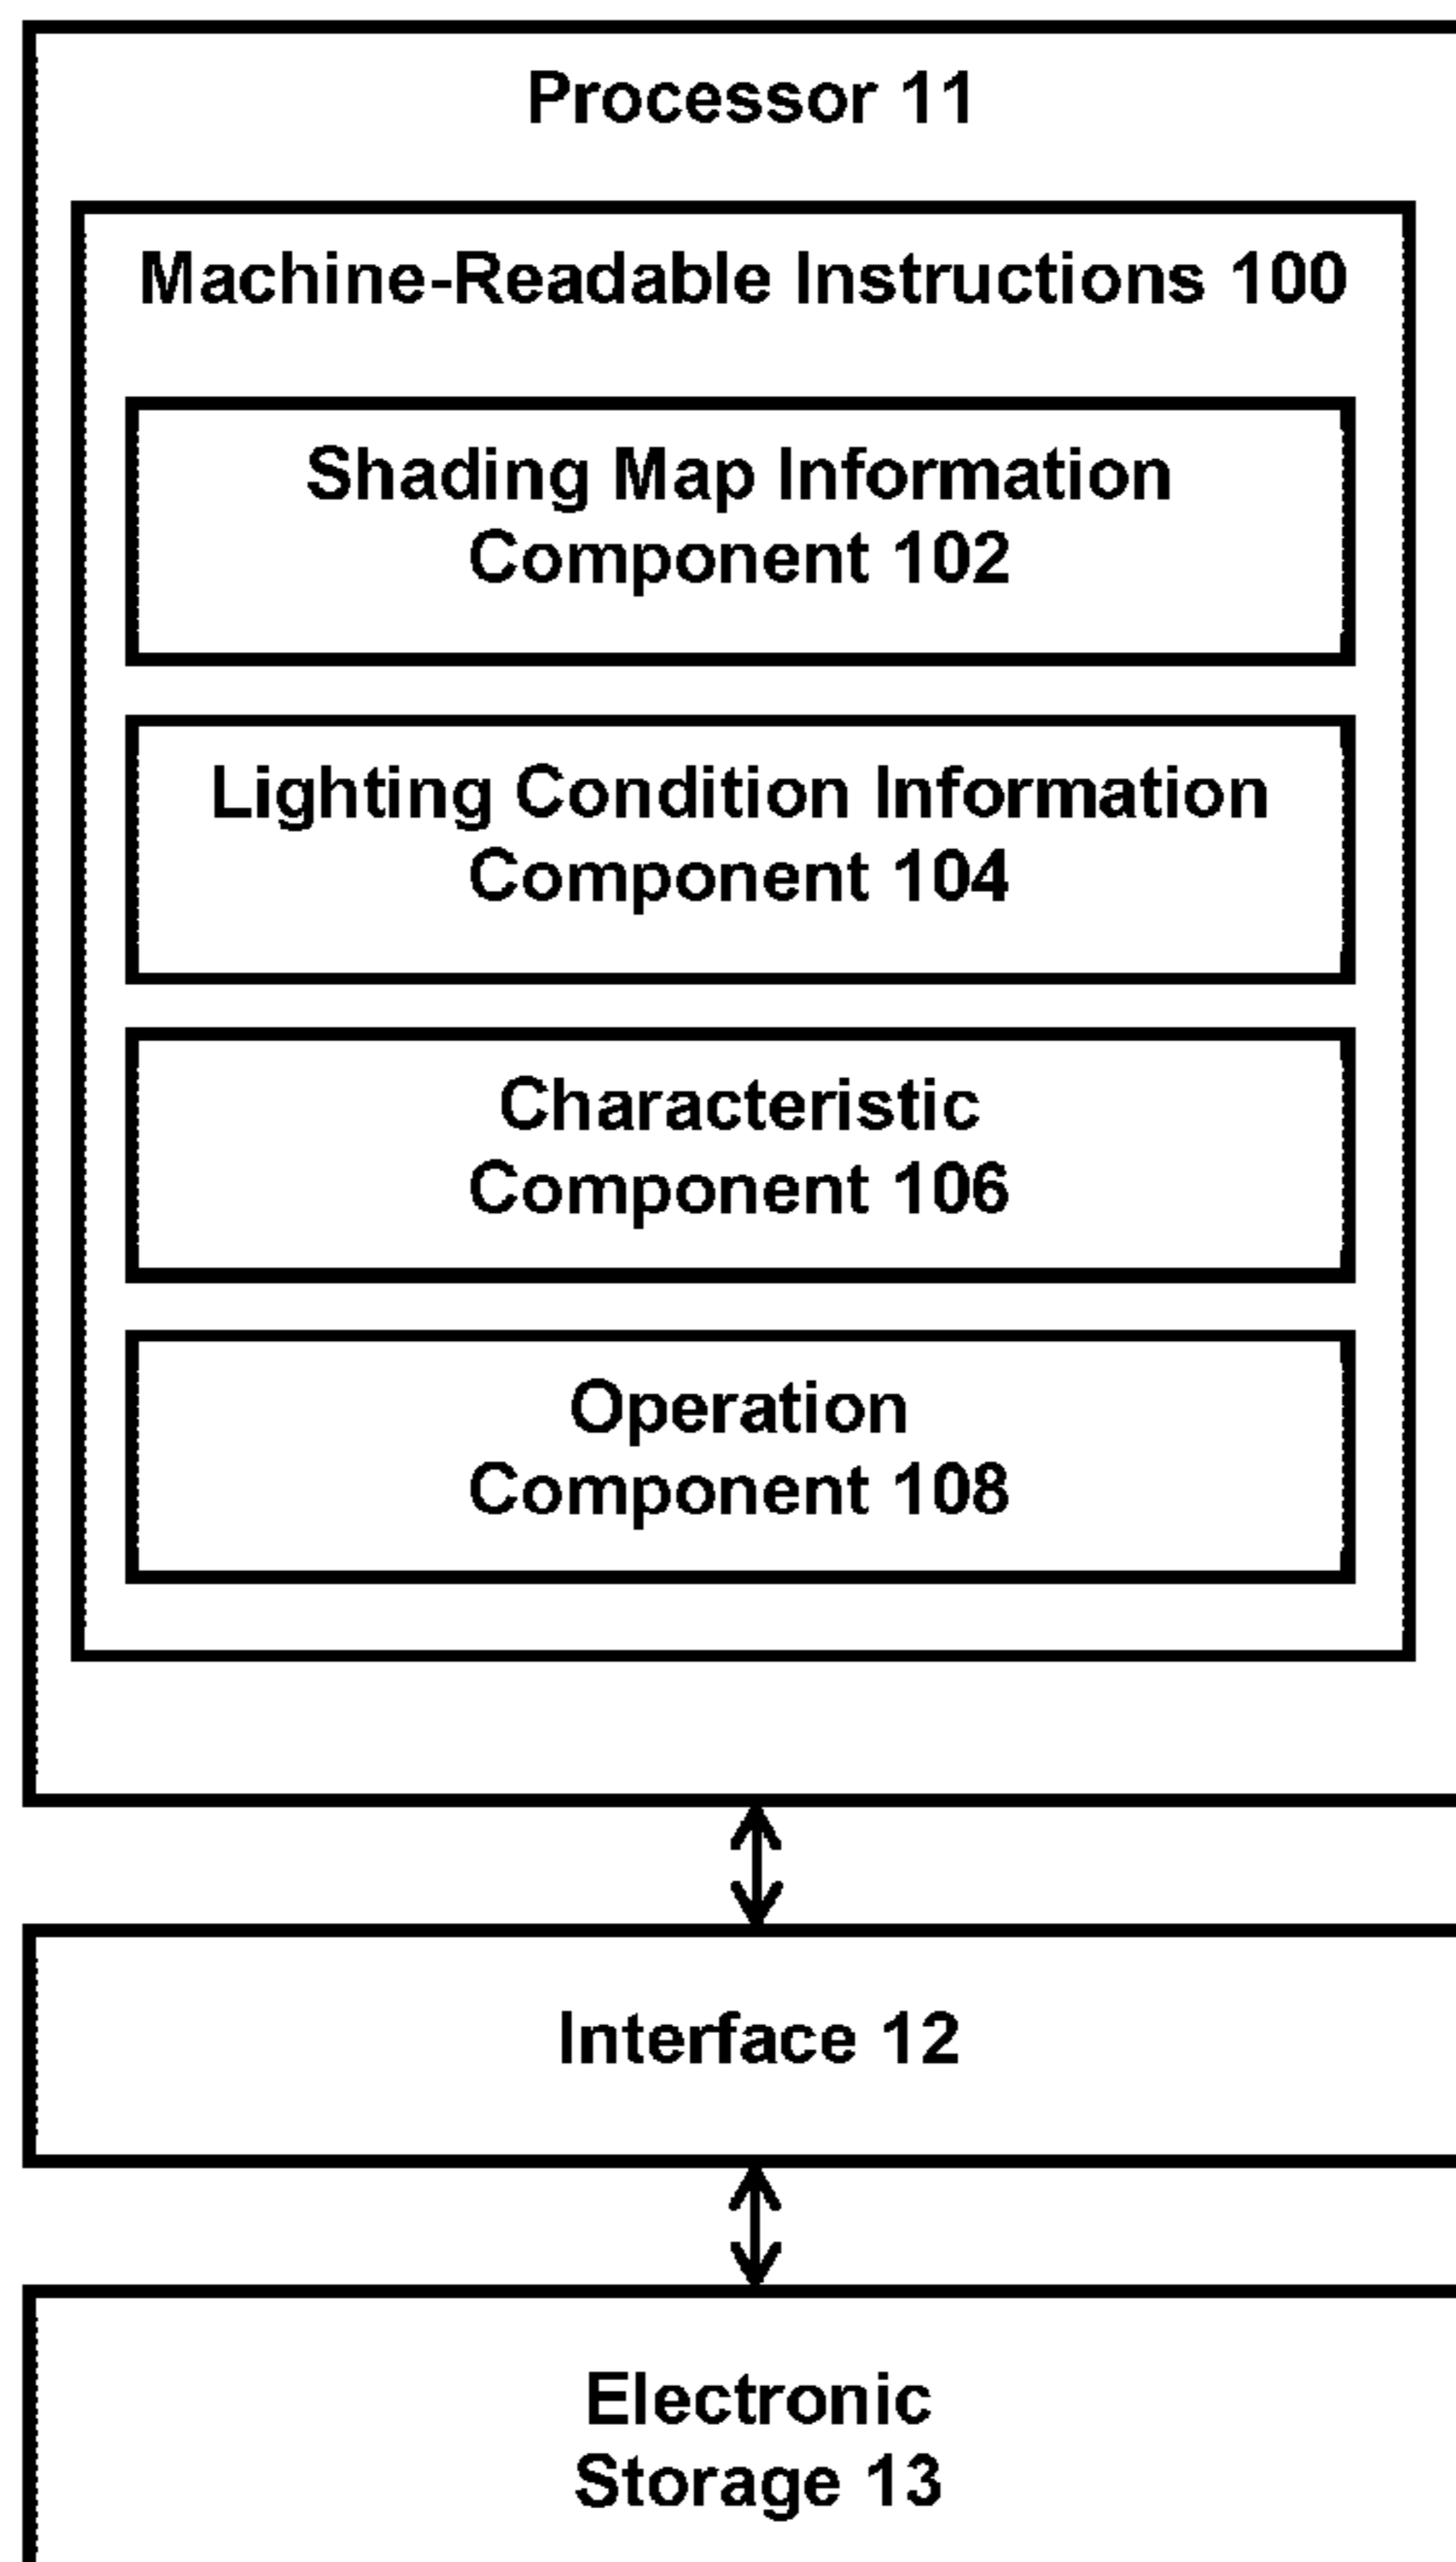 Processor 11
Machine-Readable Instructions 100
Shading Map Information
Component 102
Lighting Condition Information
Component 104
Characteristic
Component 106
Operation
Component 108
Interface 12
Electronic
Storage 13